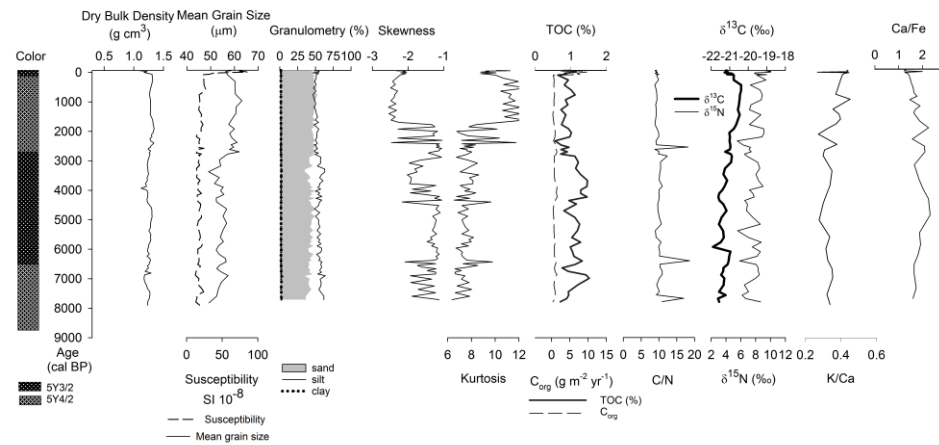 Dry Bulk Density Mean Grain Size
(g cm³) (μm) Granulometry (%) Skewness TOC (%) δ¹³C (‰) Ca/Fe
Color 0.5 1.0 1.5 40 50 60 70 0 25 50 75100 -3 -2 -1 0 1 2 -22-21-20-19-18 0 1 2
0
1000
2000
3000
4000
5000
6000
7000
8000
9000
δ¹³C
δ¹⁵N
Age
(cal BP)
0 50 100
6 8 10 12
0 5 10 15 20
0 5 10 15 20
2 4 6 8 10 12
0.2 0.4 0.6
Susceptibility
SI 10⁻⁸
sand
silt
clay
Kurtosis
C_org (g m⁻² yr⁻¹)
TOC (%)
C_org
C/N
δ¹⁵N (‰)
K/Ca
5Y3/2
5Y4/2
Susceptibility
Mean grain size